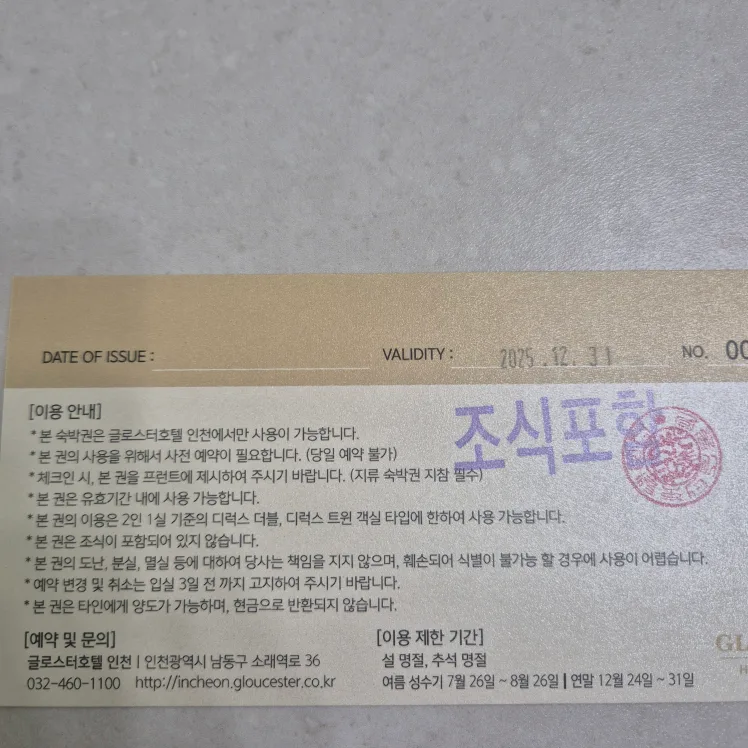 DATE OF ISSUE :
VALIDITY : 2025.12.31
NO. 00
조식포함
[이용 안내]
* 본 숙박권은 글로스터호텔 인천에서만 사용이 가능합니다.
* 본 권의 사용을 위해서 사전 예약이 필요합니다. (당일 예약 불가)
* 체크인 시, 본 권을 프런트에 제시하여 주시기 바랍니다. (지류 숙박권 지참 필수)
* 본 권은 유효기간 내에 사용 가능합니다.
* 본 권의 이용은 2인 1실 기준의 디럭스 더블, 디럭스 트윈 객실 타입에 한하여 사용 가능합니다.
* 본 권은 조식이 포함되어 있지 않습니다.
* 본 권의 도난, 분실, 멸실 등에 대하여 당사는 책임을 지지 않으며, 훼손되어 식별이 불가능 할 경우에 사용이 어렵습니다.
* 예약 변경 및 취소는 입실 3일 전 까지 고지하여 주시기 바랍니다.
* 본 권은 타인에게 양도가 가능하며, 현금으로 반환되지 않습니다.
[예약 및 문의]
글로스터호텔 인천 | 인천광역시 남동구 소래역로 36
032-460-1100 http://incheon.gloucester.co.kr
[이용 제한 기간]
설 명절, 추석 명절
여름 성수기 7월 26일 ~ 8월 26일 | 연말 12월 24일 ~ 31일
GL
H